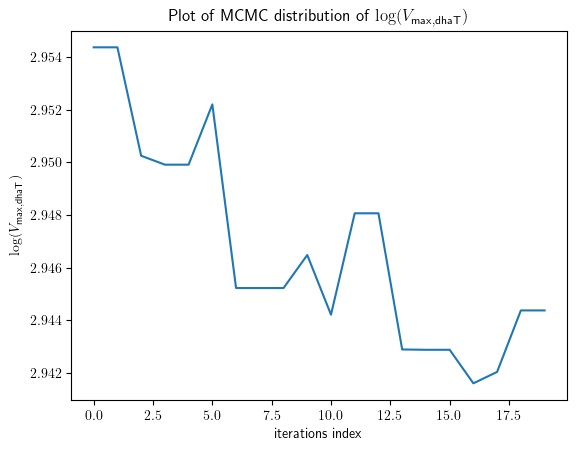 Plot of MCMC distribution of log(V_max,dhaT)
2.954
2.952
2.950
2.948
2.946
2.944
2.942
log(V_max,dhaT)
0.0 2.5 5.0 7.5 10.0 12.5 15.0 17.5
iterations index